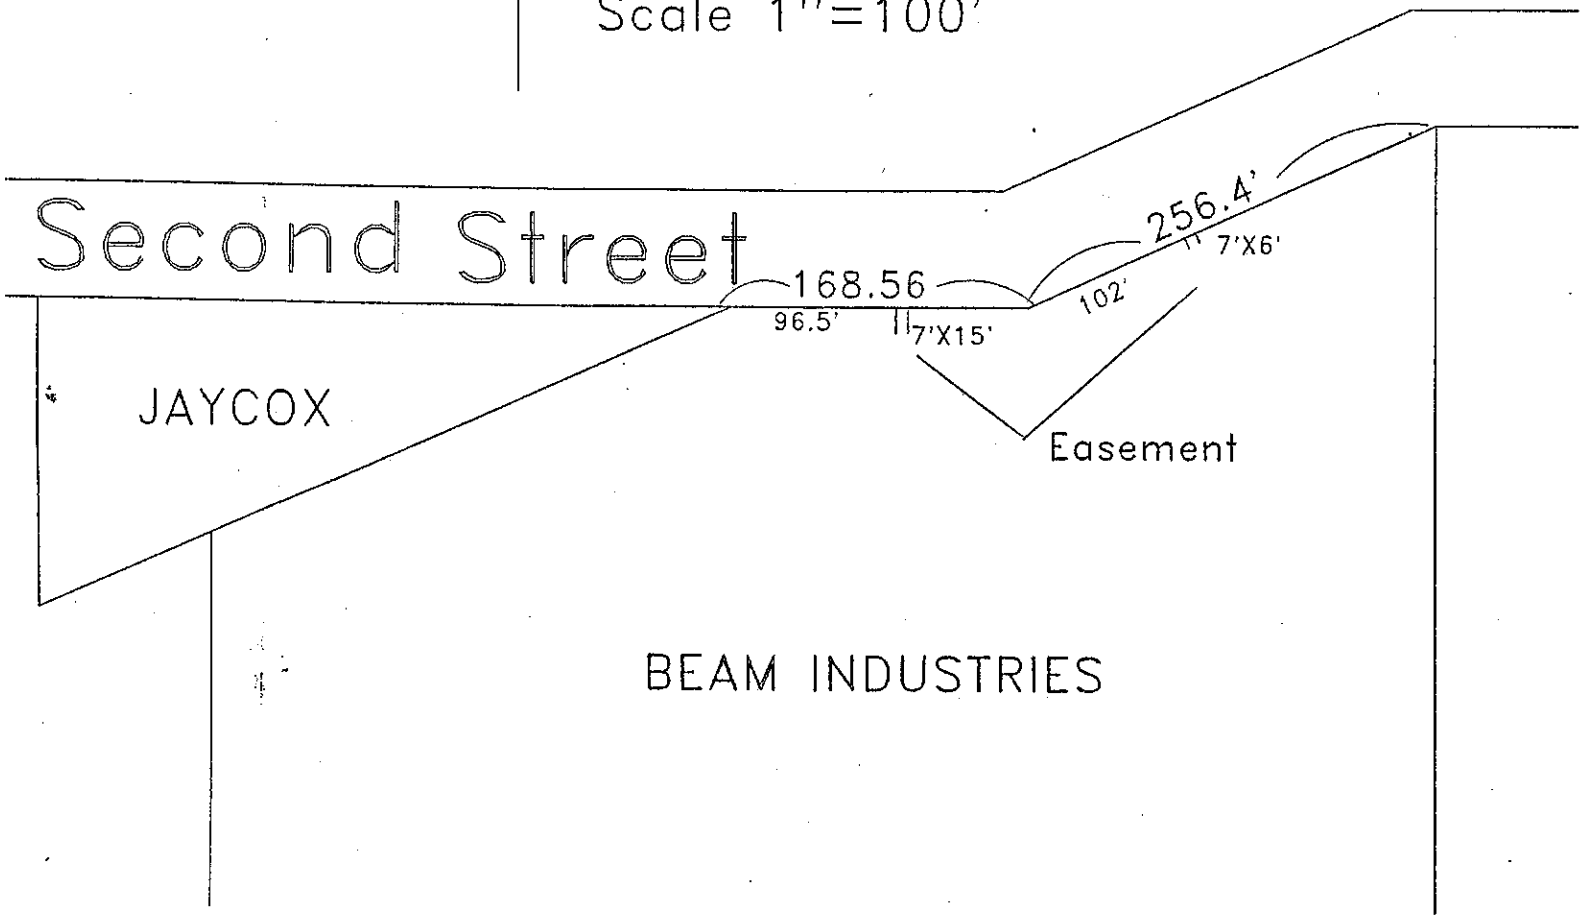 Scale 1"=100'
Second Street
256.4'
7'X6'
168.56
102'
96.5'
7'X15'
JAYCOX
Easement
BEAM INDUSTRIES